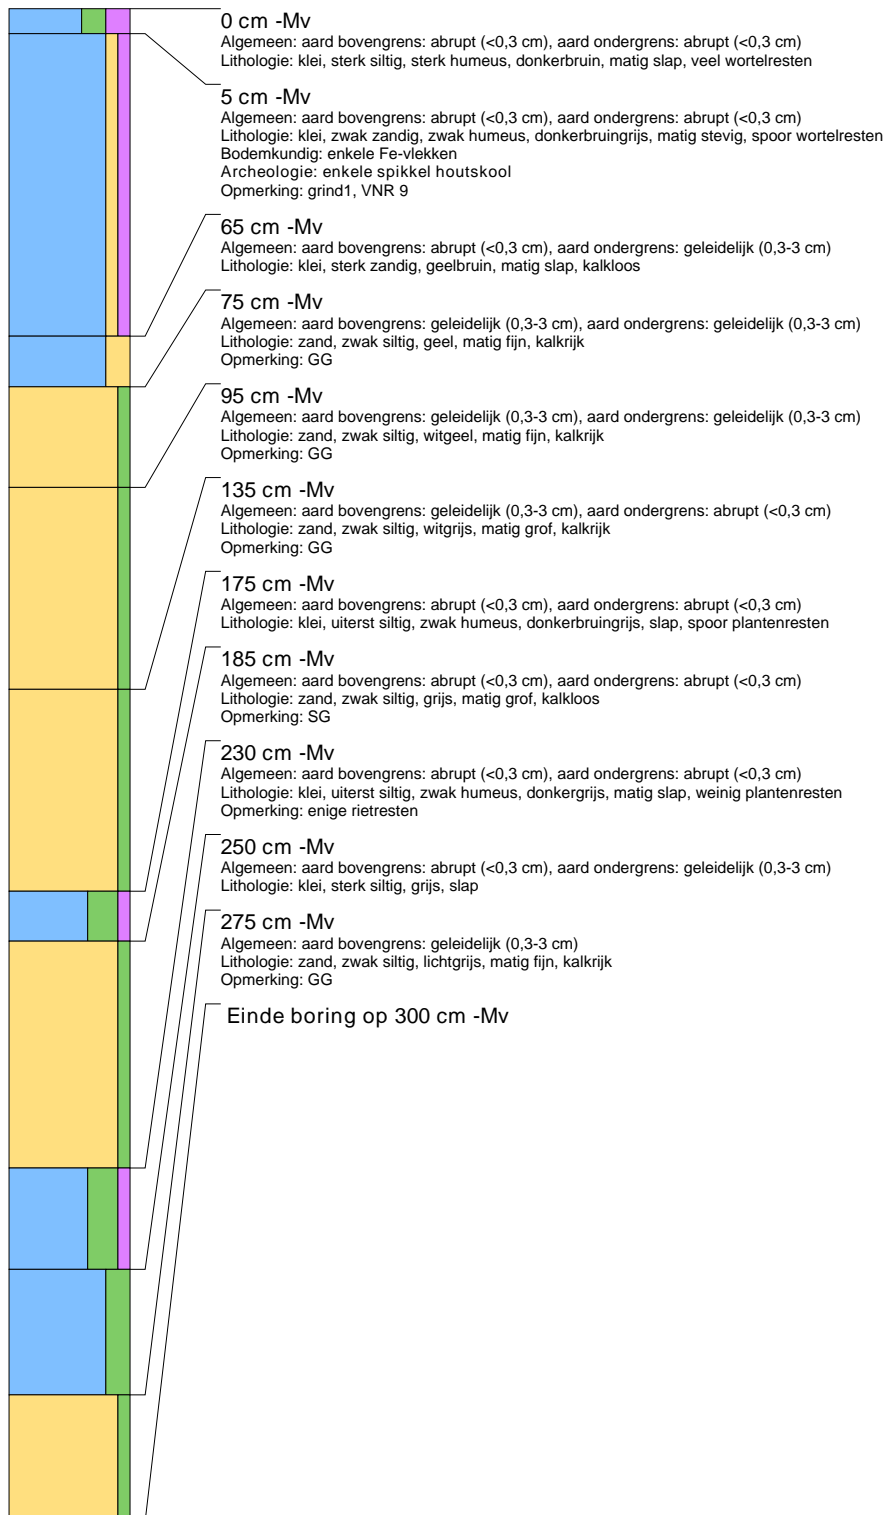 0 cm -Mv
Algemeen: aard bovengrens: abrupt (<0,3 cm), aard ondergrens: abrupt (<0,3 cm)
Lithologie: klei, sterk siltig, sterk humeus, donkerbruin, matig slap, veel wortelresten
5 cm -Mv
Algemeen: aard bovengrens: abrupt (<0,3 cm), aard ondergrens: abrupt (<0,3 cm)
Lithologie: klei, zwak zandig, zwak humeus, donkerbruingrijs, matig stevig, spoor wortelresten
Bodemkundig: enkele Fe-vlekken
Archeologie: enkele spikkel houtskool
Opmerking: grind1, VNR 9
65 cm -Mv
Algemeen: aard bovengrens: abrupt (<0,3 cm), aard ondergrens: geleidelijk (0,3-3 cm)
Lithologie: klei, sterk zandig, geelbruin, matig slap, kalkloos
75 cm -Mv
Algemeen: aard bovengrens: geleidelijk (0,3-3 cm), aard ondergrens: geleidelijk (0,3-3 cm)
Lithologie: zand, zwak siltig, geel, matig fijn, kalkrijk
Opmerking: GG
95 cm -Mv
Algemeen: aard bovengrens: geleidelijk (0,3-3 cm), aard ondergrens: geleidelijk (0,3-3 cm)
Lithologie: zand, zwak siltig, witgeel, matig fijn, kalkrijk
Opmerking: GG
135 cm -Mv
Algemeen: aard bovengrens: geleidelijk (0,3-3 cm), aard ondergrens: abrupt (<0,3 cm)
Lithologie: zand, zwak siltig, witgrijs, matig grof, kalkrijk
Opmerking: GG
175 cm -Mv
Algemeen: aard bovengrens: abrupt (<0,3 cm), aard ondergrens: abrupt (<0,3 cm)
Lithologie: klei, uiterst siltig, zwak humeus, donkerbruingrijs, slap, spoor plantenresten
185 cm -Mv
Algemeen: aard bovengrens: abrupt (<0,3 cm), aard ondergrens: abrupt (<0,3 cm)
Lithologie: zand, zwak siltig, grijs, matig grof, kalkloos
Opmerking: SG
230 cm -Mv
Algemeen: aard bovengrens: abrupt (<0,3 cm), aard ondergrens: abrupt (<0,3 cm)
Lithologie: klei, uiterst siltig, zwak humeus, donkergrijs, matig slap, weinig plantenresten
Opmerking: enige rietresten
250 cm -Mv
Algemeen: aard bovengrens: abrupt (<0,3 cm), aard ondergrens: geleidelijk (0,3-3 cm)
Lithologie: klei, sterk siltig, grijs, slap
275 cm -Mv
Algemeen: aard bovengrens: geleidelijk (0,3-3 cm)
Lithologie: zand, zwak siltig, lichtgrijs, matig fijn, kalkrijk
Opmerking: GG
Einde boring op 300 cm -Mv